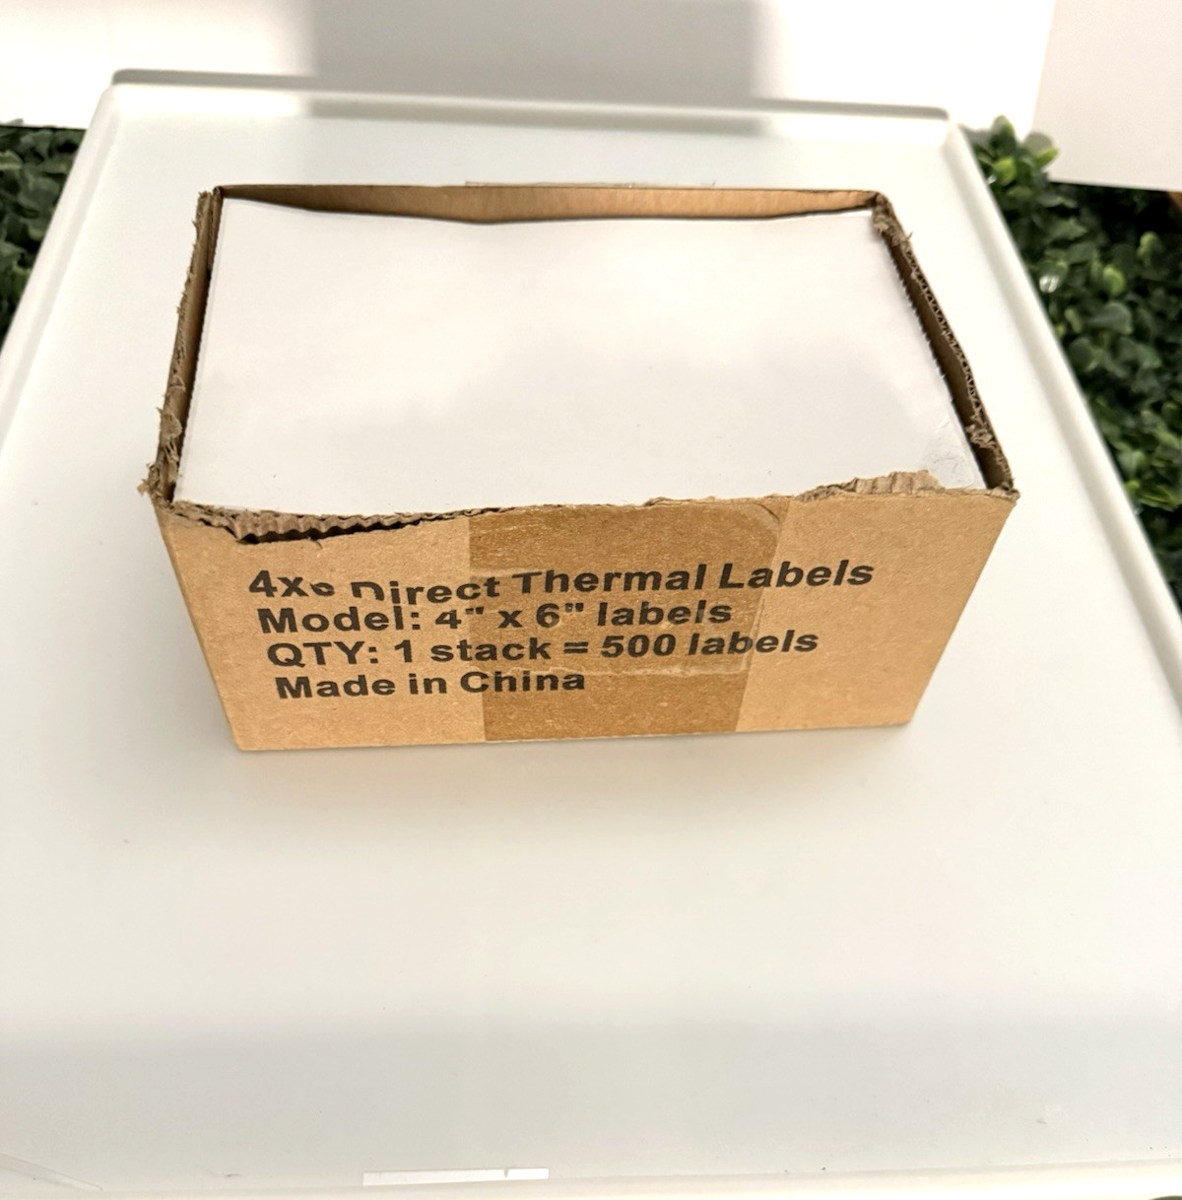 4x6 Direct Thermal Labels
Model: 4" x 6" labels
QTY: 1 stack = 500 labels
Made in China